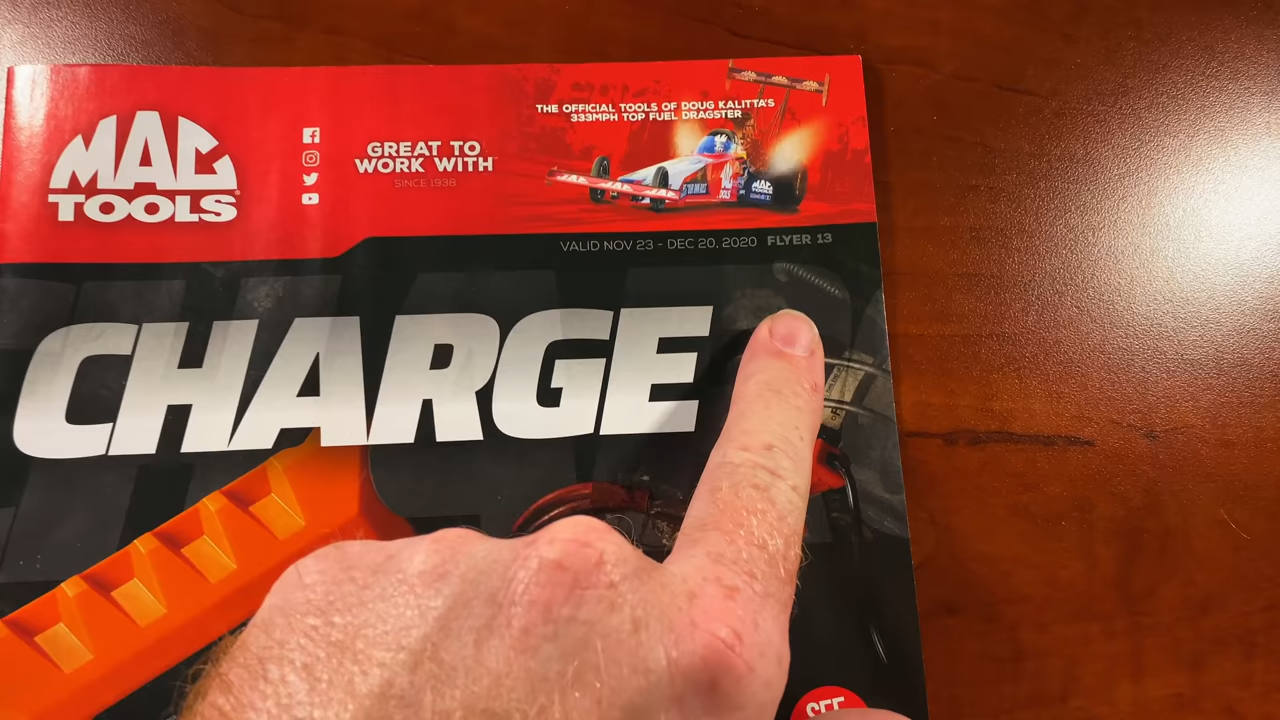 MAC
TOOLS
GREAT TO
WORK WITH
SINCE 1938
THE OFFICIAL TOOLS OF DOUG KALITTA'S
333MPH TOP FUEL DRAGSTER
VALID NOV 23 - DEC 20, 2020 FLYER 13
CHARGE
SEE